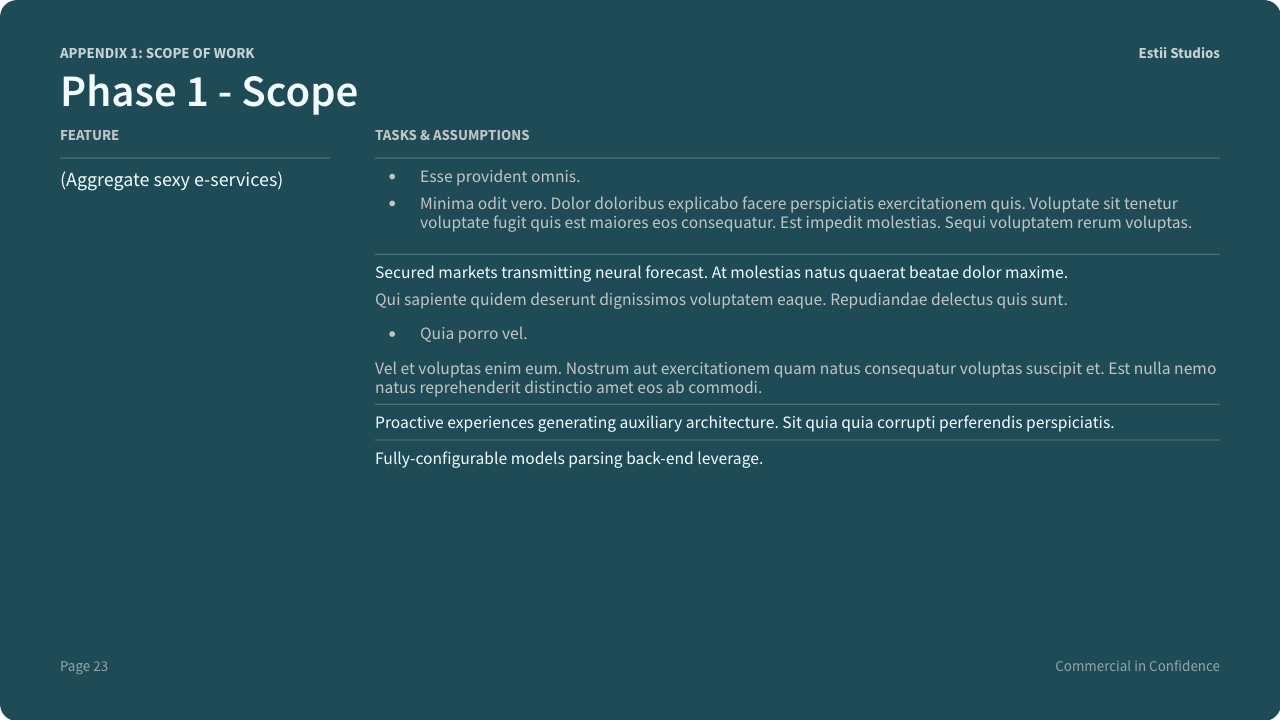 APPENDIX 1: SCOPE OF WORK
Estii Studios
Phase 1 - Scope
FEATURE
TASKS & ASSUMPTIONS
(Aggregate sexy e-services)
• Esse provident omnis.
• Minima odit vero. Dolor doloribus explicabo facere perspiciatis exercitationem quis. Voluptate sit tenetur
voluptate fugit quis est maiores eos consequatur. Est impedit molestias. Sequi voluptatem rerum voluptas.
Secured markets transmitting neural forecast. At molestias natus quaerat beatae dolor maxime.
Qui sapiente quidem deserunt dignissimos voluptatem eaque. Repudiandae delectus quis sunt.
• Quia porro vel.
Vel et voluptas enim eum. Nostrum aut exercitationem quam natus consequatur voluptas suscipit et. Est nulla nemo
natus reprehenderit distinctio amet eos ab commodi.
Proactive experiences generating auxiliary architecture. Sit quia quia corrupti perferendis perspiciatis.
Fully-configurable models parsing back-end leverage.
Page 23
Commercial in Confidence